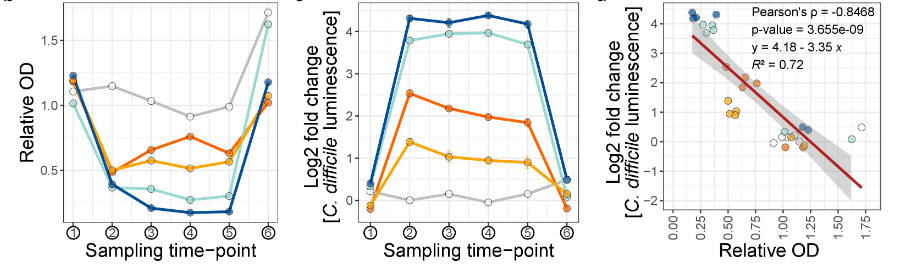 Relative OD
1.5
1.0
0.5
① ② ③ ④ ⑤ ⑥
Sampling time−point
Log2 fold change
[C. difficile luminescence]
4
3
2
1
0
① ② ③ ④ ⑤ ⑥
Sampling time−point
Log2 fold change
[C. difficile luminescence]
4
3
2
1
0
−1
−2
Pearson's ρ = -0.8468
p-value = 3.655e-09
y = 4.18 - 3.35 x
R² = 0.72
0.00 0.25 0.50 0.75 1.00 1.25 1.50 1.75
Relative OD